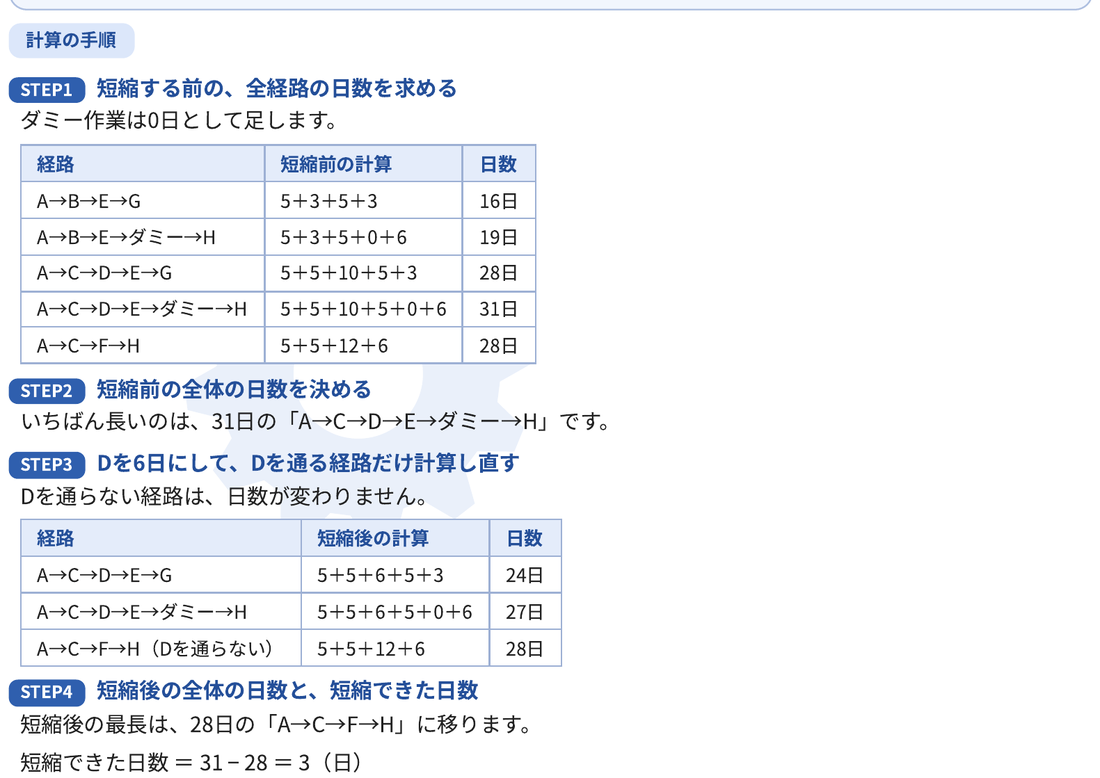 計算の手順
STEP1 短縮する前の、全経路の日数を求める
ダミー作業は0日として足します。
経路 短縮前の計算 日数
A→B→E→G 5＋3＋5＋3 16日
A→B→E→ダミー→H 5＋3＋5＋0＋6 19日
A→C→D→E→G 5＋5＋10＋5＋3 28日
A→C→D→E→ダミー→H 5＋5＋10＋5＋0＋6 31日
A→C→F→H 5＋5＋12＋6 28日
STEP2 短縮前の全体の日数を決める
いちばん長いのは、31日の「A→C→D→E→ダミー→H」です。
STEP3 Dを6日にして、Dを通る経路だけ計算し直す
Dを通らない経路は、日数が変わりません。
経路 短縮後の計算 日数
A→C→D→E→G 5＋5＋6＋5＋3 24日
A→C→D→E→ダミー→H 5＋5＋6＋5＋0＋6 27日
A→C→F→H（Dを通らない） 5＋5＋12＋6 28日
STEP4 短縮後の全体の日数と、短縮できた日数
短縮後の最長は、28日の「A→C→F→H」に移ります。
短縮できた日数 ＝ 31 − 28 ＝ 3（日）